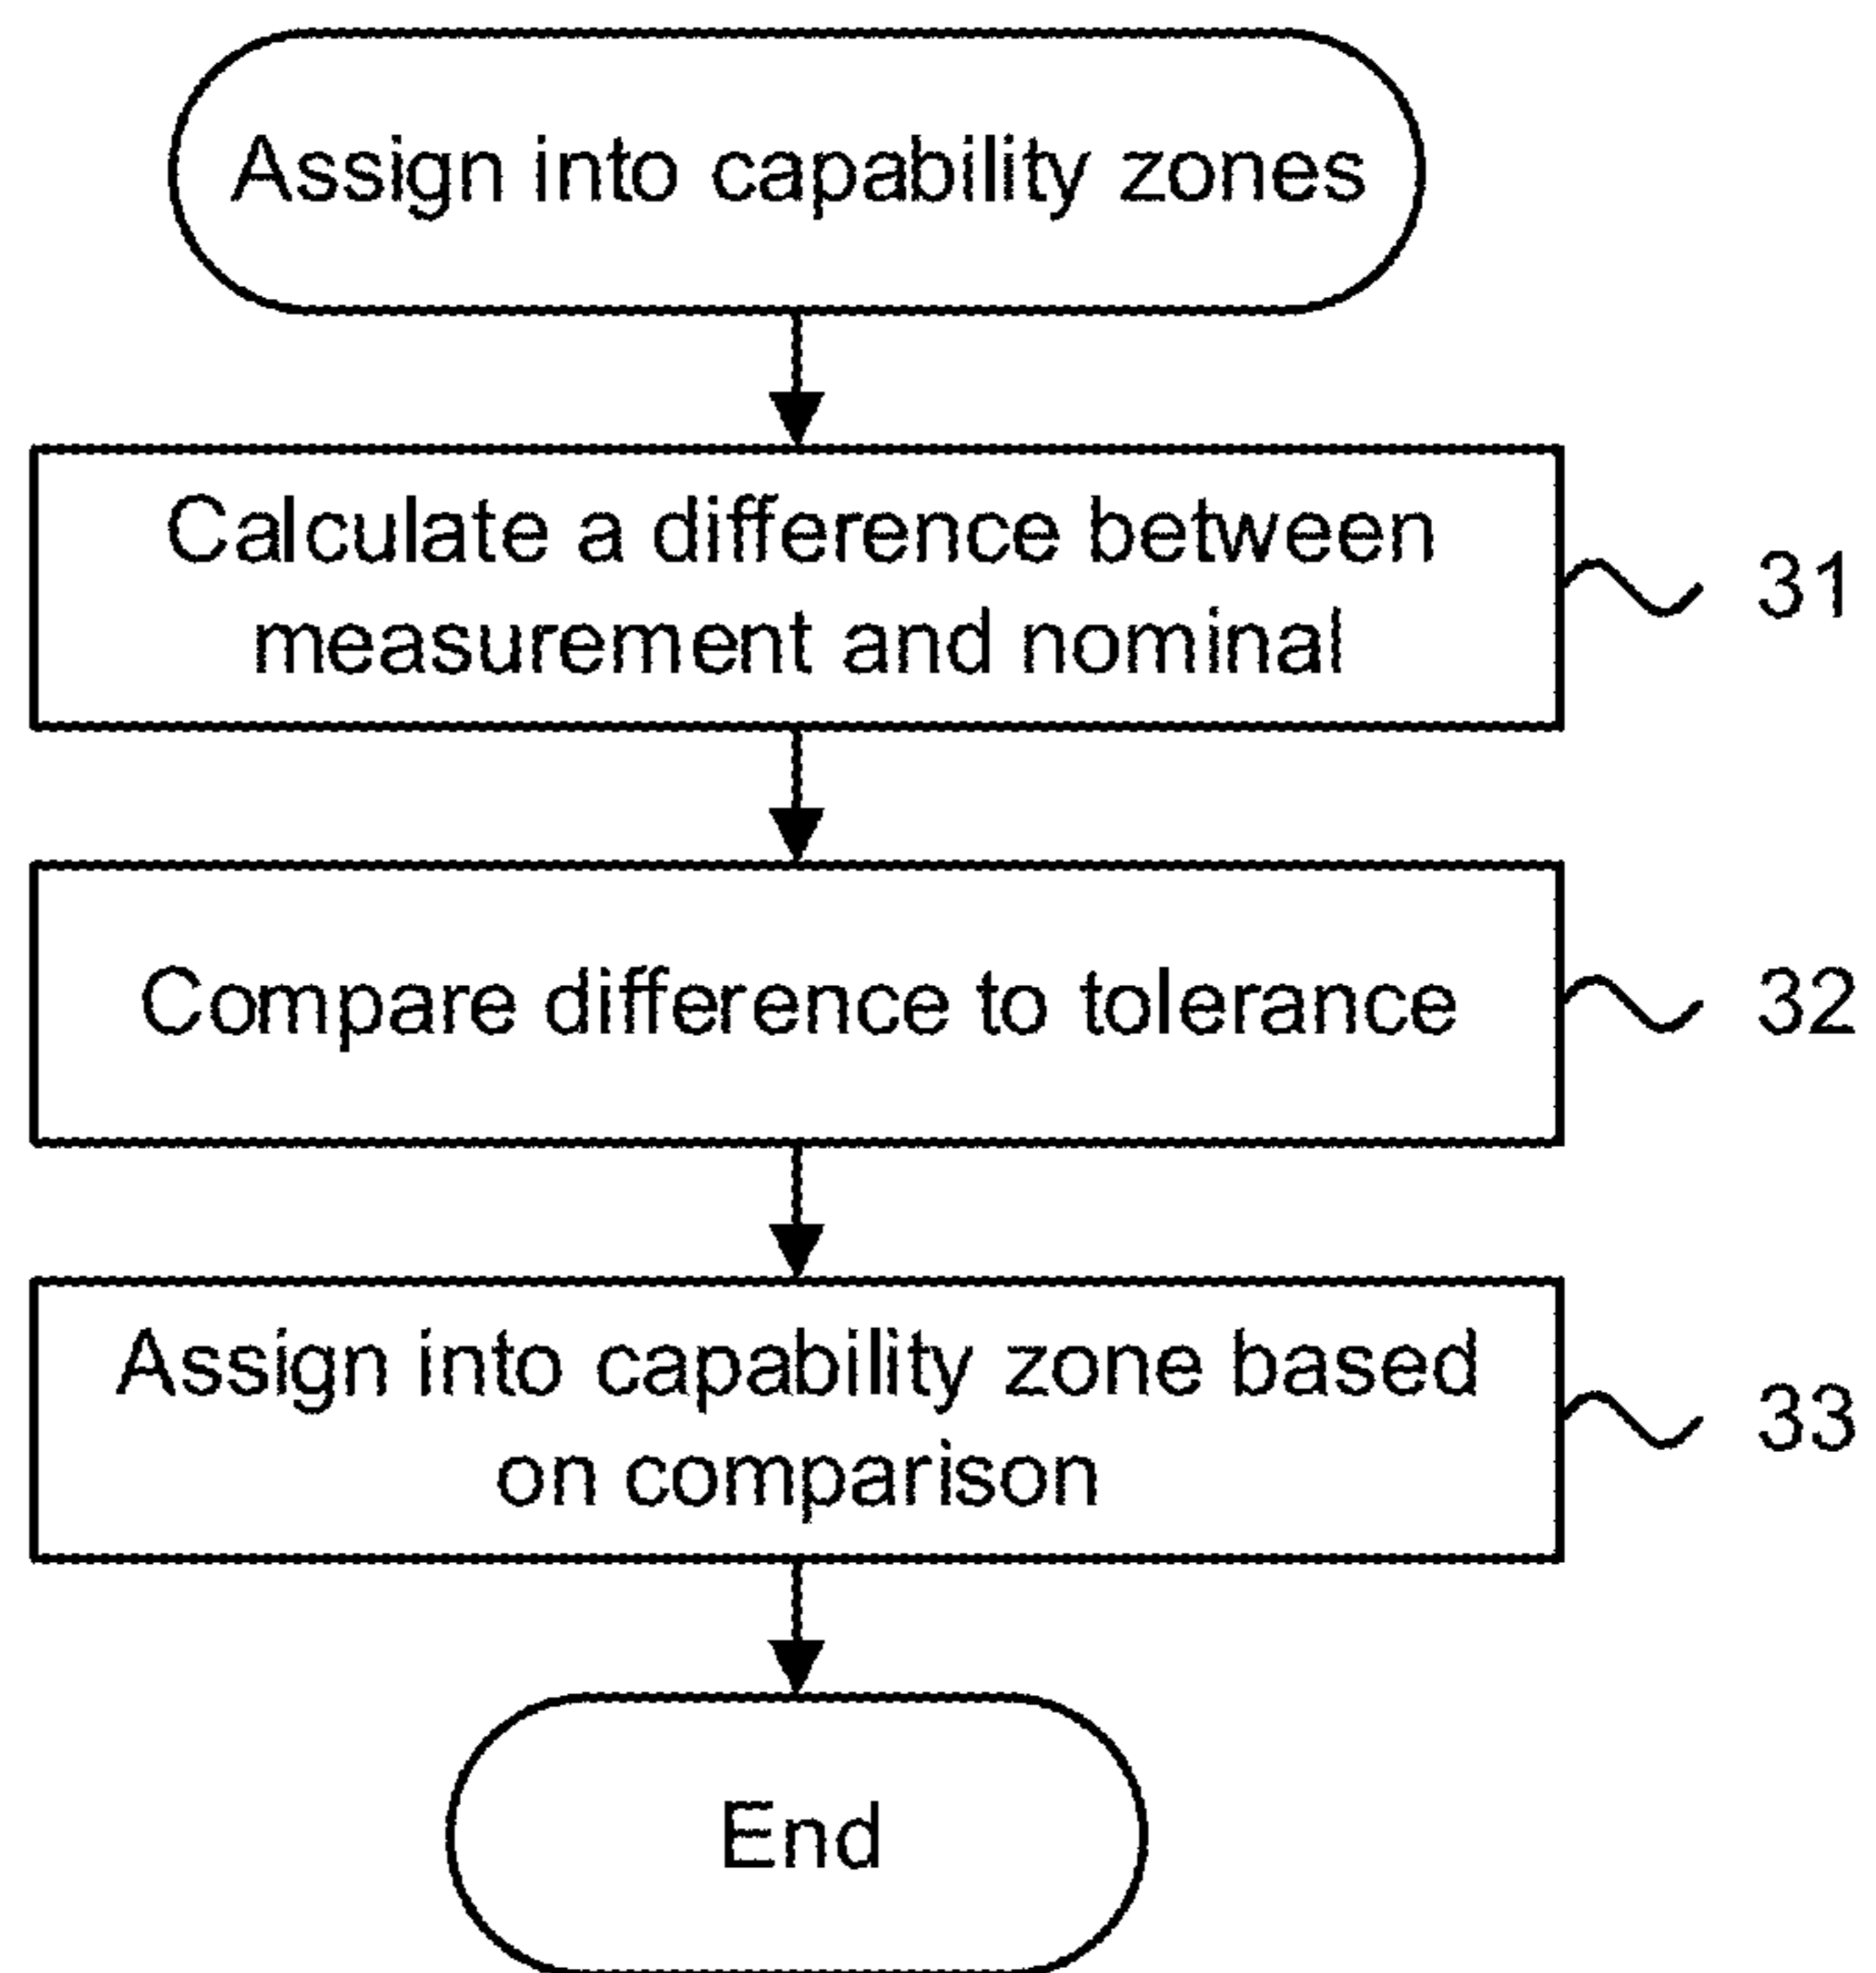 Assign into capability zones
Calculate a difference between
measurement and nominal
31
Compare difference to tolerance
32
Assign into capability zone based
on comparison
33
End